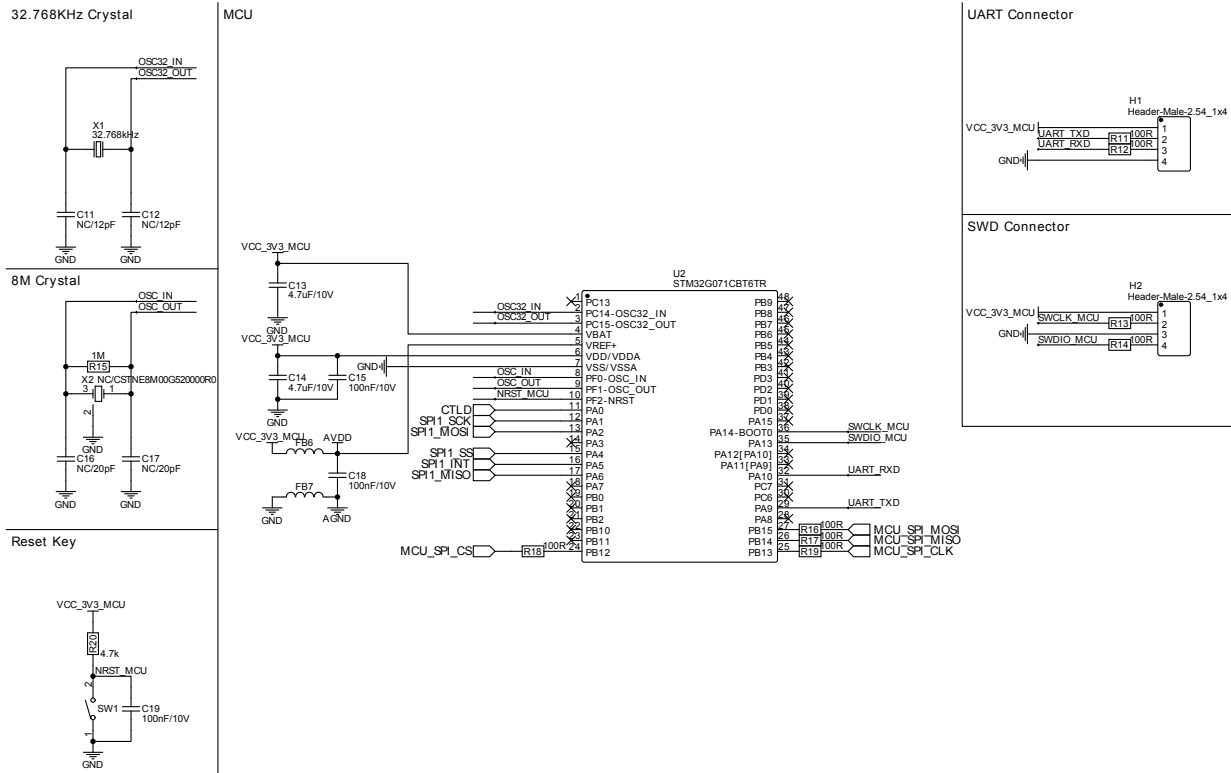 32.768KHz Crystal
OSC32_IN
OSC32_OUT
X1
32.768kHz
C11
NC/12pF
C12
NC/12pF
GND
GND
8M Crystal
OSC_IN
OSC_OUT
1M
R15
X2 NC/CSTNE8M00G520000R0
3
1
2
GND
C16
NC/20pF
C17
NC/20pF
GND
GND
Reset Key
VCC_3V3_MCU
R20
4.7k
NRST_MCU
2
SW1
C19
100nF/10V
1
GND
MCU
VCC_3V3_MCU
C13
4.7uF/10V
GND
VCC_3V3_MCU
C14
4.7uF/10V
C15
100nF/10V
GND
GND
VCC_3V3_MCU
FB6
AVDD
C18
100nF/10V
FB7
GND
AGND
U2
STM32G071CBT6TR
1 PC13
OSC32_IN 2 PC14-OSC32_IN
OSC32_OUT 3 PC15-OSC32_OUT
4 VBAT
5 VREF+
6 VDD/VDDA
7 VSS/VSSA
OSC_IN 8 PF0-OSC_IN
OSC_OUT 9 PF1-OSC_OUT
NRST_MCU 10 PF2-NRST
CTLD 11 PA0
SPI1_SCK 12 PA1
SPI1_MOSI 13 PA2
14 PA3
SPI1_SS 15 PA4
SPI1_INT 16 PA5
SPI1_MISO 17 PA6
18 PA7
19 PB0
20 PB1
21 PB2
22 PB10
23 PB11
MCU_SPI_CS R18 100R 24 PB12
PB9 48
PB8 47
PB7 46
PB6 45
PB5 44
PB4 43
PB3 42
PD3 41
PD2 40
PD1 39
PD0 38
PA15 37
PA14-BOOT0 36 SWCLK_MCU
PA13 35 SWDIO_MCU
PA12[PA10] 34
PA11[PA9] 33
PA10 32 UART_RXD
PC7 31
PC6 30
PA9 29 UART_TXD
PA8 28
PB15 27 R16 100R MCU_SPI_MOSI
PB14 26 R17 100R MCU_SPI_MISO
PB13 25 R19 100R MCU_SPI_CLK
UART Connector
H1
Header-Male-2.54_1x4
VCC_3V3_MCU 1
UART_TXD R11 100R 2
UART_RXD R12 100R 3
GND 4
SWD Connector
H2
Header-Male-2.54_1x4
VCC_3V3_MCU 1
SWCLK_MCU R13 100R 2
GND 3
SWDIO_MCU R14 100R 4